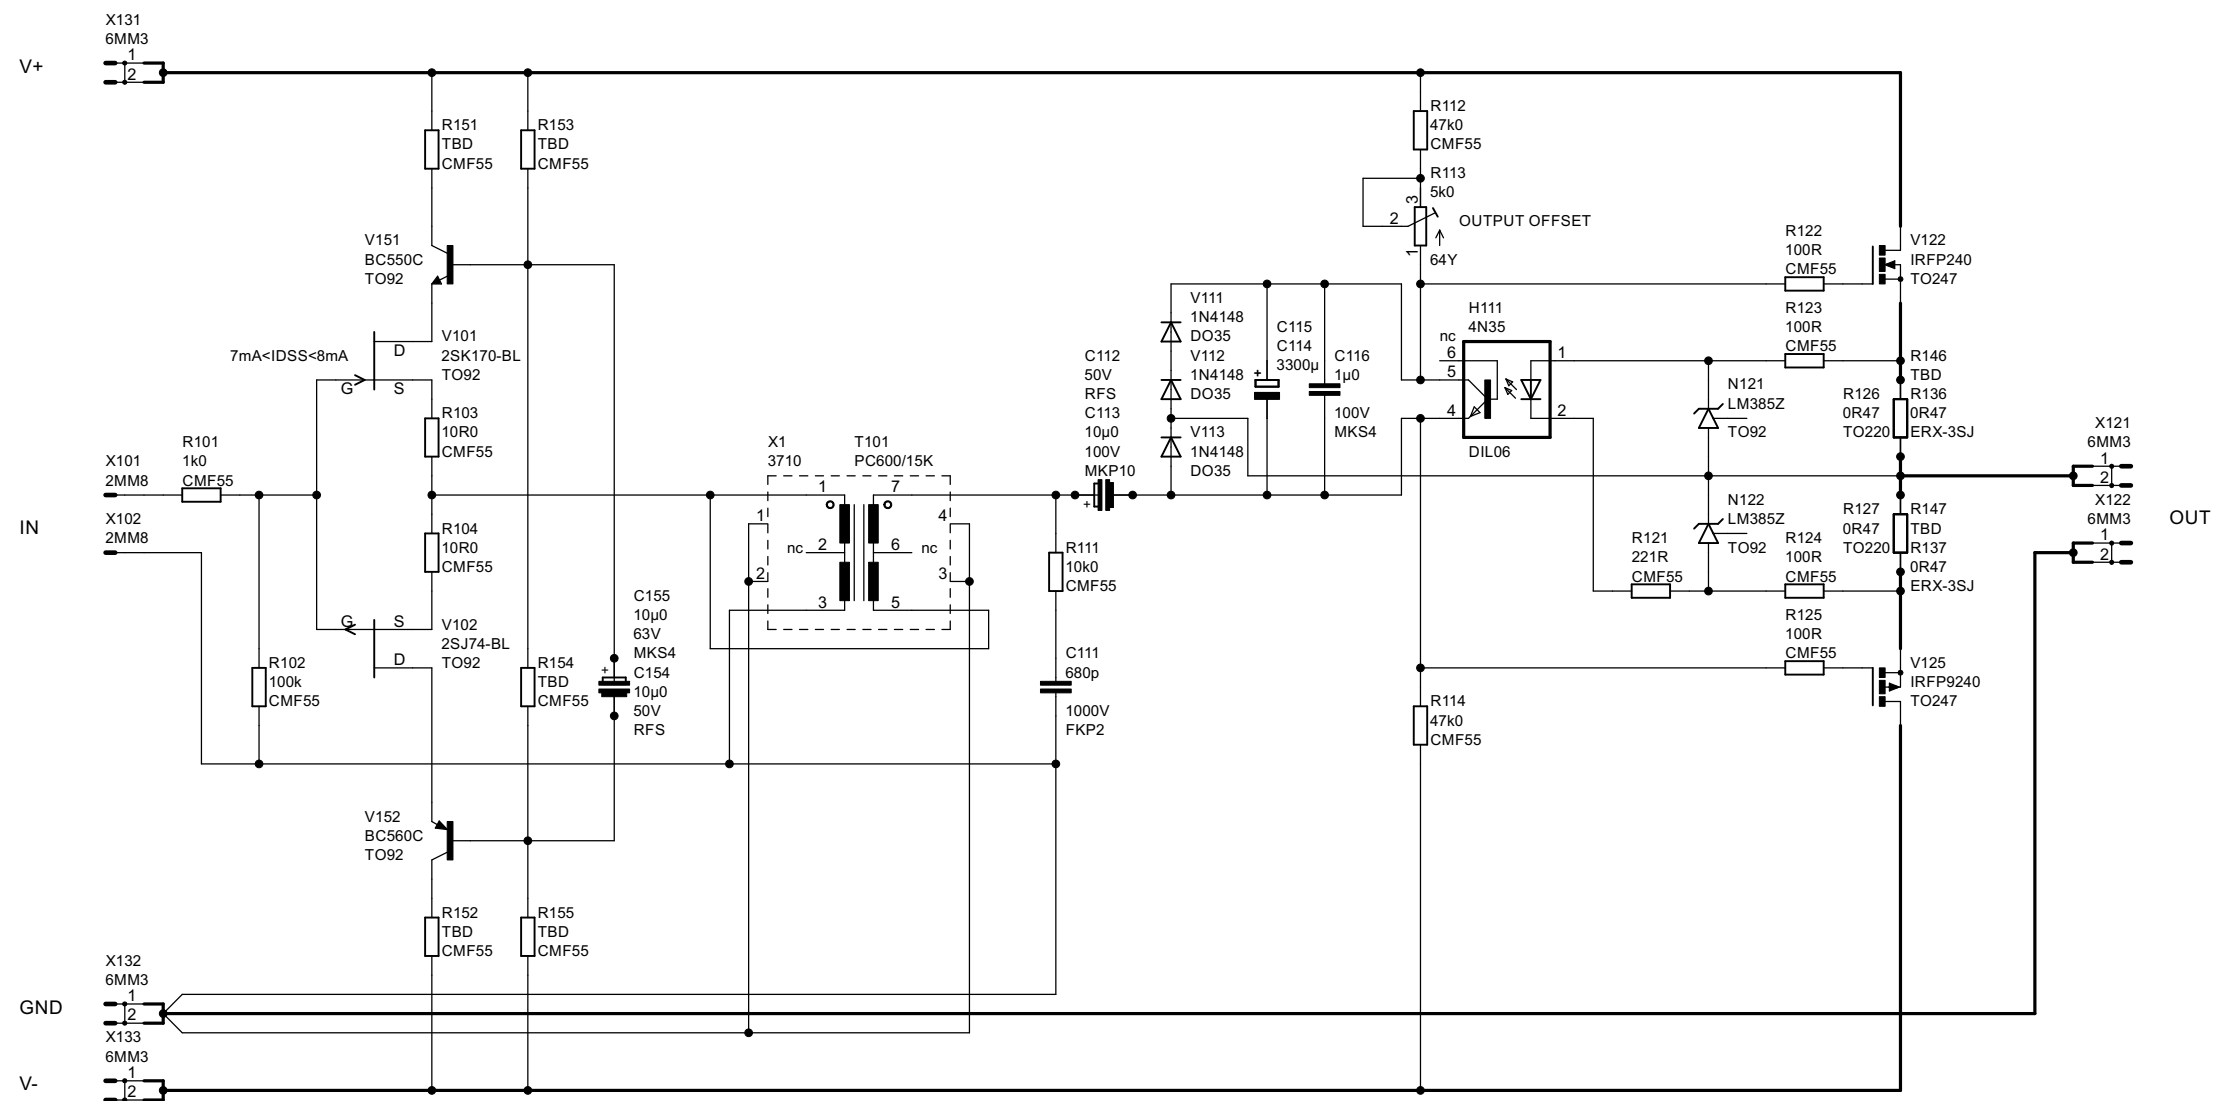 X131
6MM3
1
2
V+
R151
TBD
CMF55
R153
TBD
CMF55
R112
47k0
CMF55
R113
5k0
3
2
1
64Y
OUTPUT OFFSET
V151
BC550C
TO92
R122
100R
CMF55
V122
IRFP240
TO247
7mA<IDSS<8mA
D
G
S
V101
2SK170-BL
TO92
V111
1N4148
DO35
V112
1N4148
DO35
V113
1N4148
DO35
C115
C114
3300µ
+
C116
1µ0
100V
MKS4
H111
4N35
nc
6
5
4
1
2
DIL06
R123
100R
CMF55
N121
LM385Z
TO92
R146
TBD
R126
0R47
TO220
R136
0R47
ERX-3SJ
R103
10R0
CMF55
C112
50V
RFS
C113
10µ0
100V
MKP10
+
X121
6MM3
1
2
R101
1k0
CMF55
X101
2MM8
IN
X102
2MM8
X1
3710
T101
PC600/15K
1
7
1
4
nc
2
6
nc
2
3
3
5
R104
10R0
CMF55
R111
10k0
CMF55
N122
LM385Z
TO92
R121
221R
CMF55
R124
100R
CMF55
R127
0R47
TO220
R147
TBD
R137
0R47
ERX-3SJ
X122
6MM3
1
2
OUT
G
S
D
V102
2SJ74-BL
TO92
R102
100k
CMF55
R154
TBD
CMF55
C155
10µ0
63V
MKS4
+
C154
10µ0
50V
RFS
C111
680p
1000V
FKP2
R114
47k0
CMF55
R125
100R
CMF55
V125
IRFP9240
TO247
V152
BC560C
TO92
R152
TBD
CMF55
R155
TBD
CMF55
X132
6MM3
1
2
GND
X133
6MM3
1
2
V-